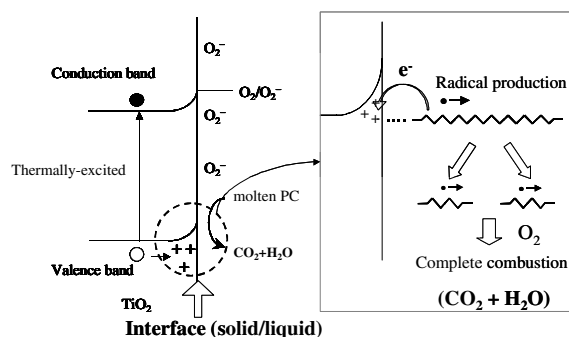 O₂⁻
Conduction band
O₂/O₂⁻
O₂⁻
Thermally-excited
O₂⁻
molten PC
CO₂+H₂O
+ +
+
Valence band
TiO₂
Interface (solid/liquid)
e⁻
Radical production
+
+
O₂
Complete combustion
(CO₂ + H₂O)